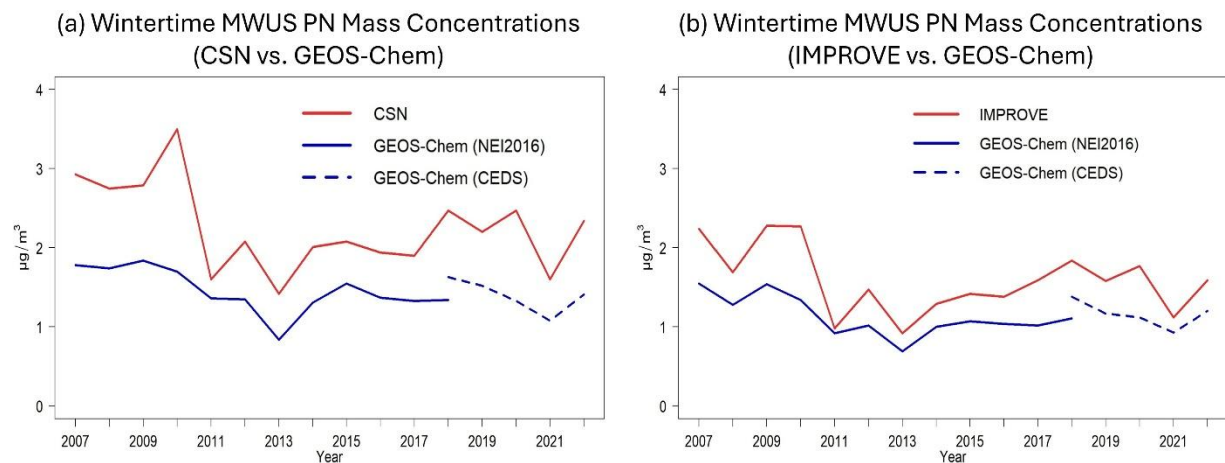 (a) Wintertime MWUS PN Mass Concentrations
(CSN vs. GEOS-Chem)
4
3
2
1
0
µg/m³
CSN
GEOS-Chem (NEI2016)
GEOS-Chem (CEDS)
2007 2009 2011 2013 2015 2017 2019 2021
Year
(b) Wintertime MWUS PN Mass Concentrations
(IMPROVE vs. GEOS-Chem)
4
3
2
1
0
µg/m³
IMPROVE
GEOS-Chem (NEI2016)
GEOS-Chem (CEDS)
2007 2009 2011 2013 2015 2017 2019 2021
Year